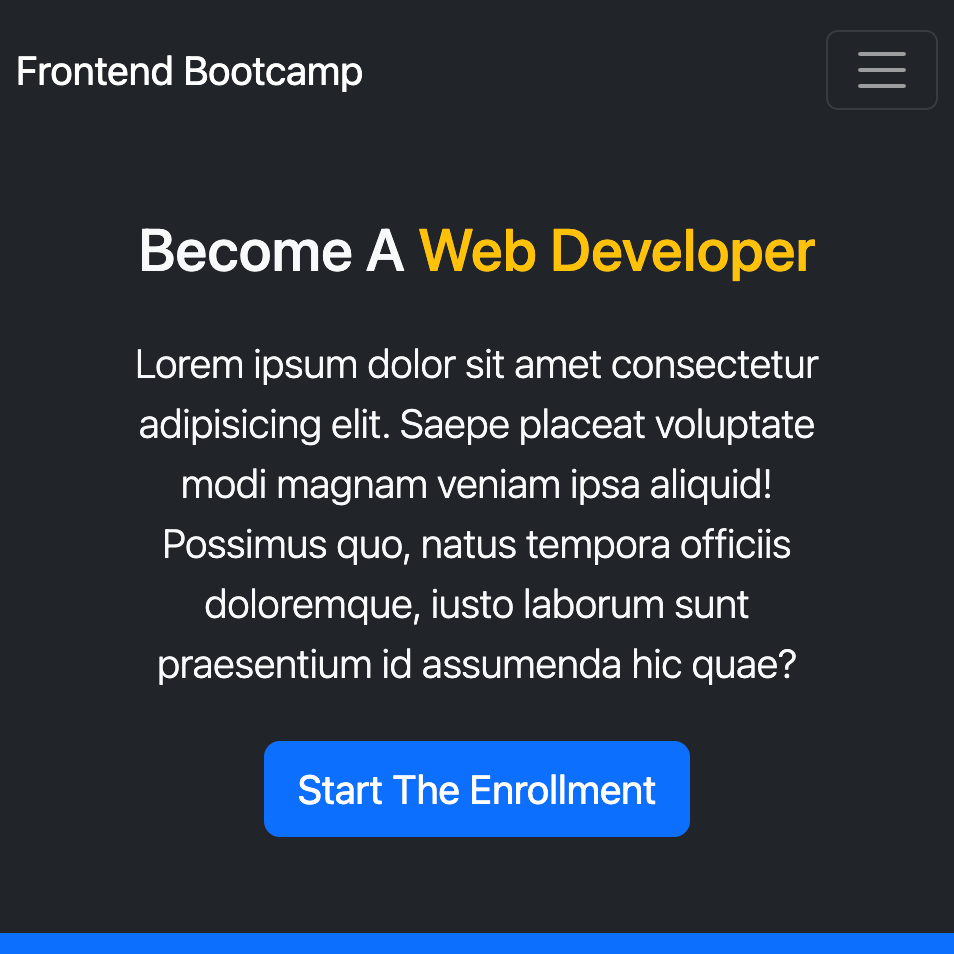 Frontend Bootcamp
Become A Web Developer
Lorem ipsum dolor sit amet consectetur
adipisicing elit. Saepe placeat voluptate
modi magnam veniam ipsa aliquid!
Possimus quo, natus tempora officiis
doloremque, iusto laborum sunt
praesentium id assumenda hic quae?
Start The Enrollment